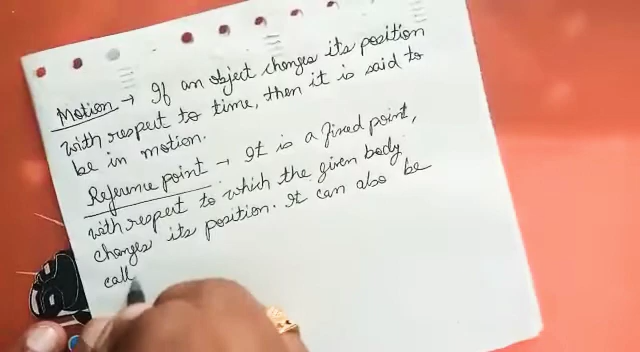 Motion → If an object changes its position
with respect to time, then it is said to
be in motion.
Reference point → It is a fixed point,
with respect to which the given body
changes its position. It can also be
call